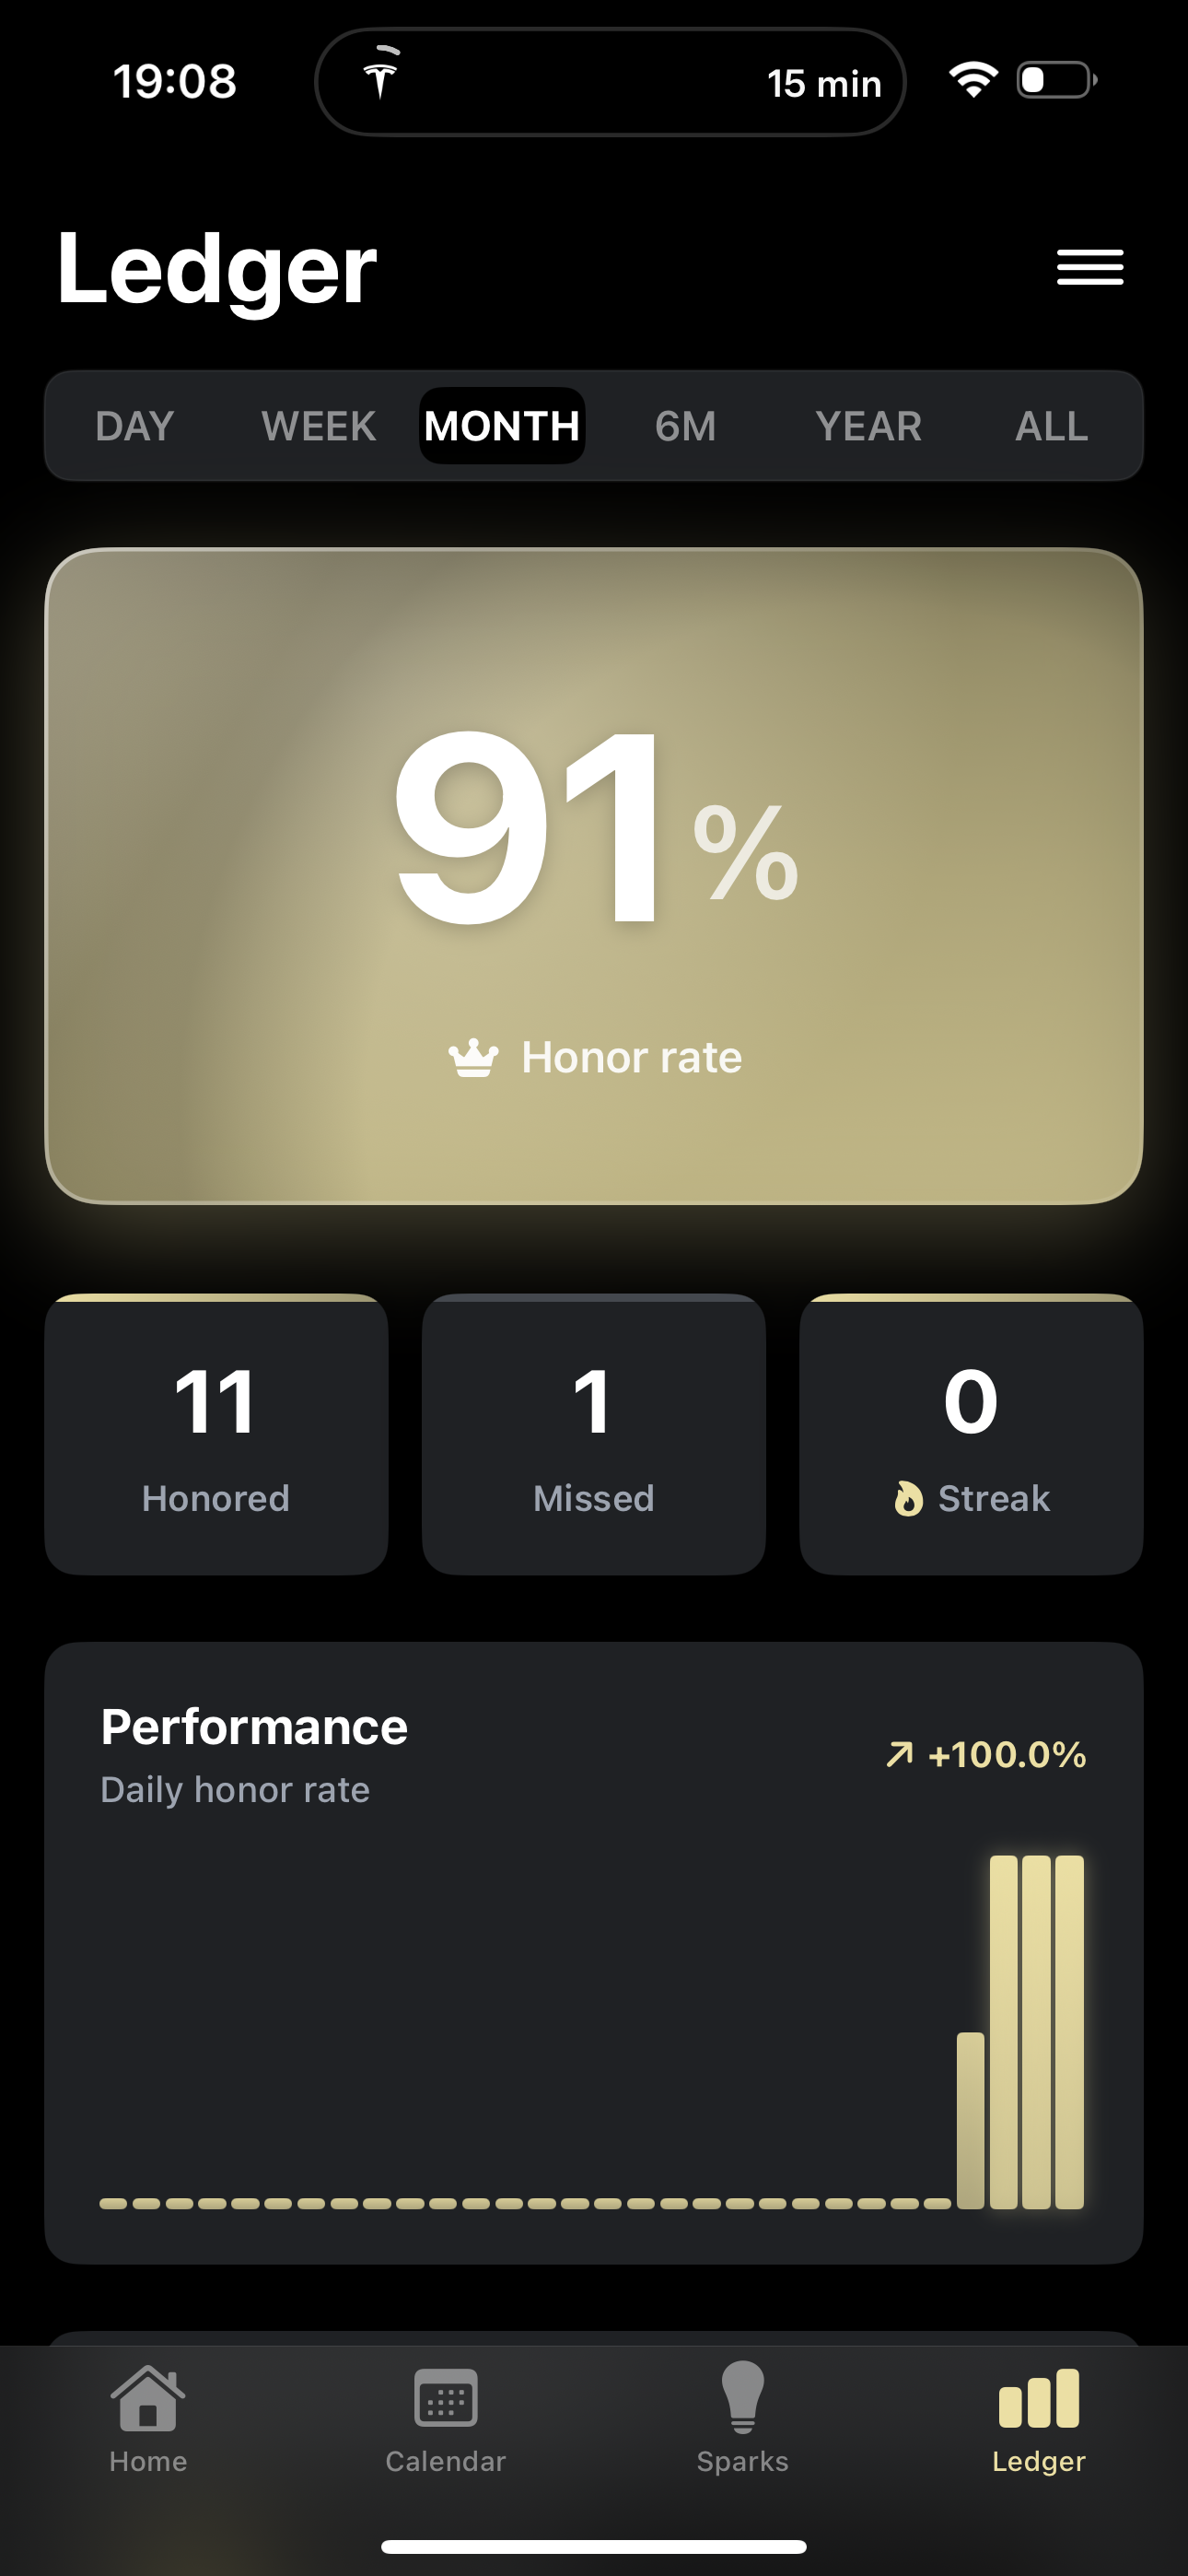 19:08
15 min
Ledger
DAY WEEK MONTH 6M YEAR ALL
91%
Honor rate
11 1 0
Honored Missed Streak
Performance
+100.0%
Daily honor rate
Home Calendar Sparks Ledger